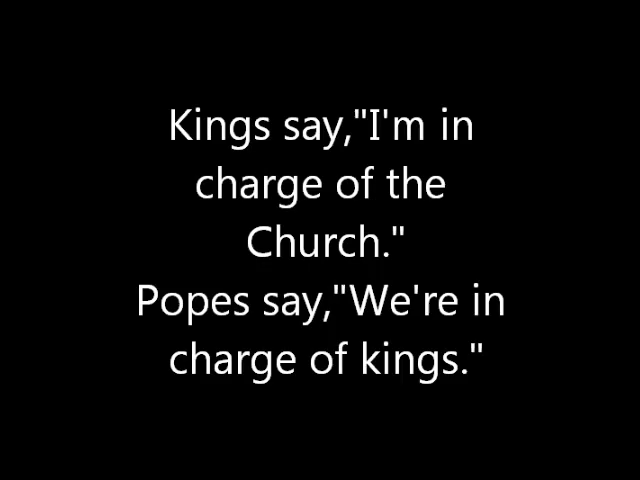 Kings say,"I'm in
charge of the
Church."
Popes say,"We're in
charge of kings."